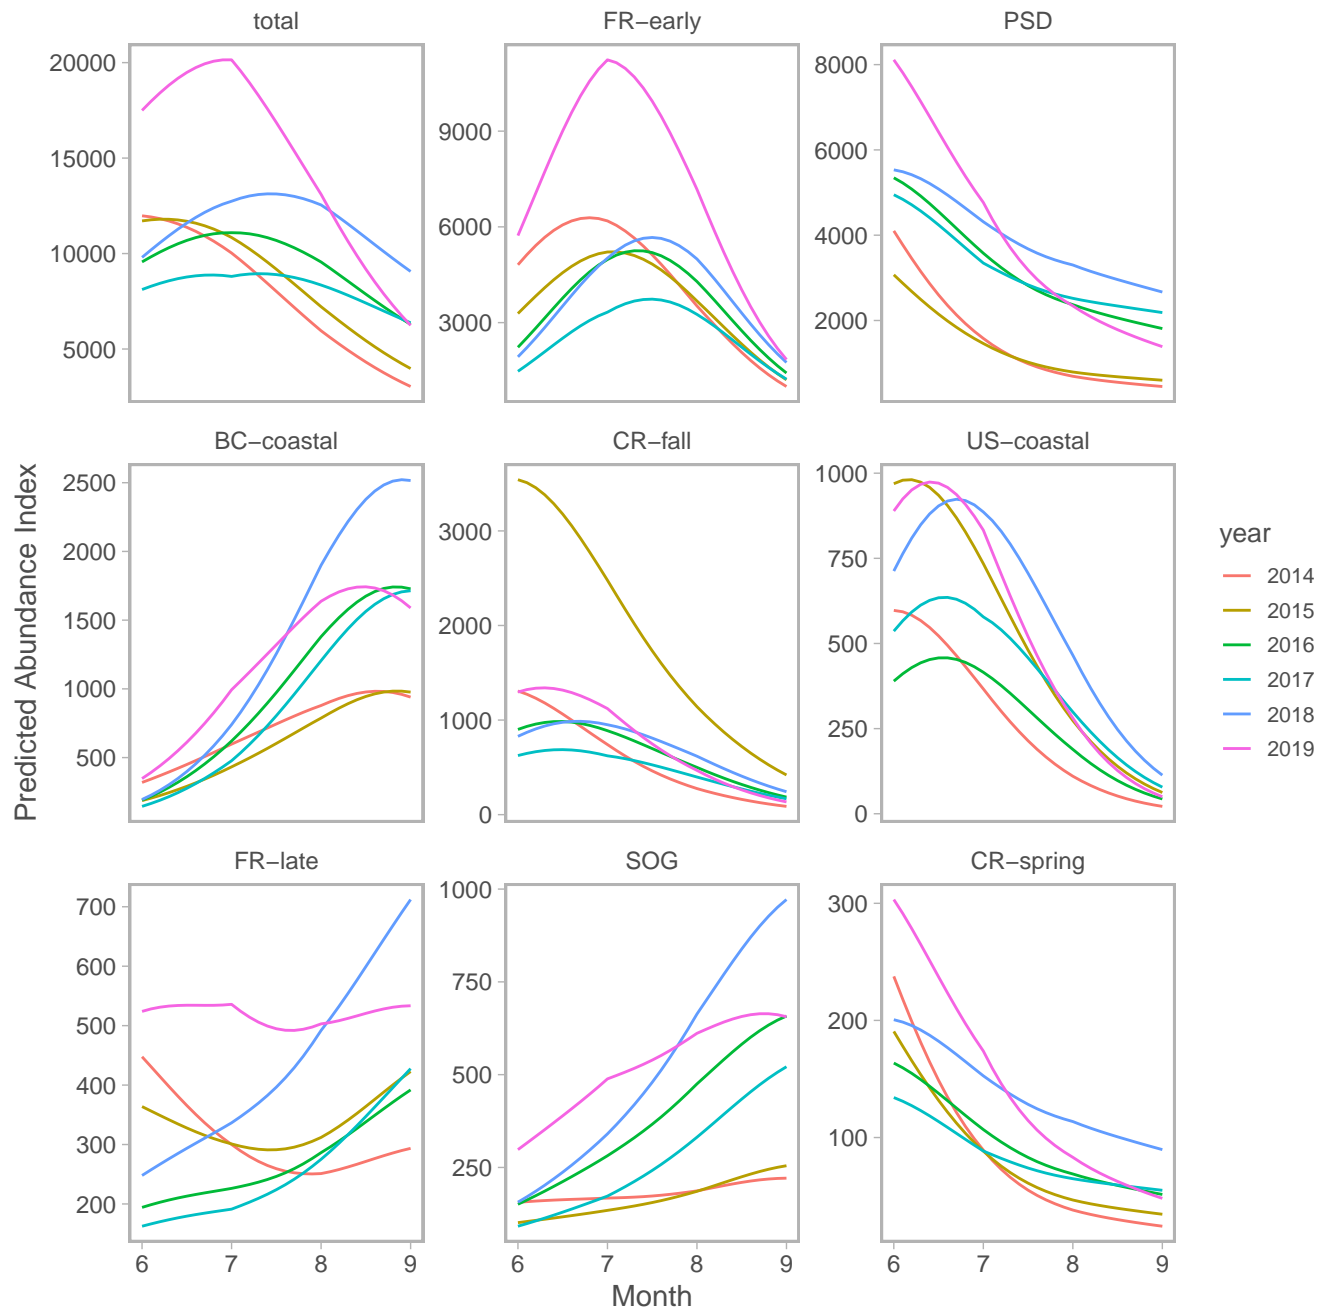 total
FR−early
PSD
20000
15000
10000
5000
9000
6000
3000
8000
6000
4000
2000
BC−coastal
CR−fall
US−coastal
2500
2000
1500
1000
500
3000
2000
1000
0
1000
750
500
250
0
FR−late
SOG
CR−spring
700
600
500
400
300
200
1000
750
500
250
300
200
100
6 7 8 9
6 7 8 9
6 7 8 9
Month
Predicted Abundance Index
year
2014
2015
2016
2017
2018
2019